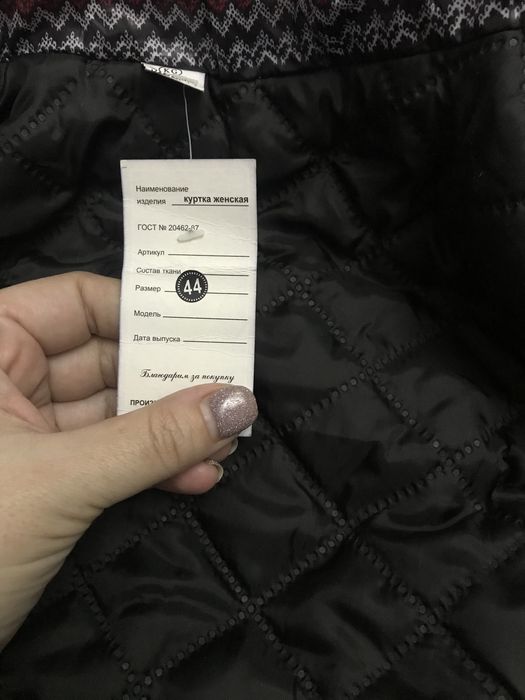 Наименование
изделия куртка женская
ГОСТ № 20462-87
Артикул
Состав ткани
Размер 44
Модель
Дата выпуска
Благодарим за покупку